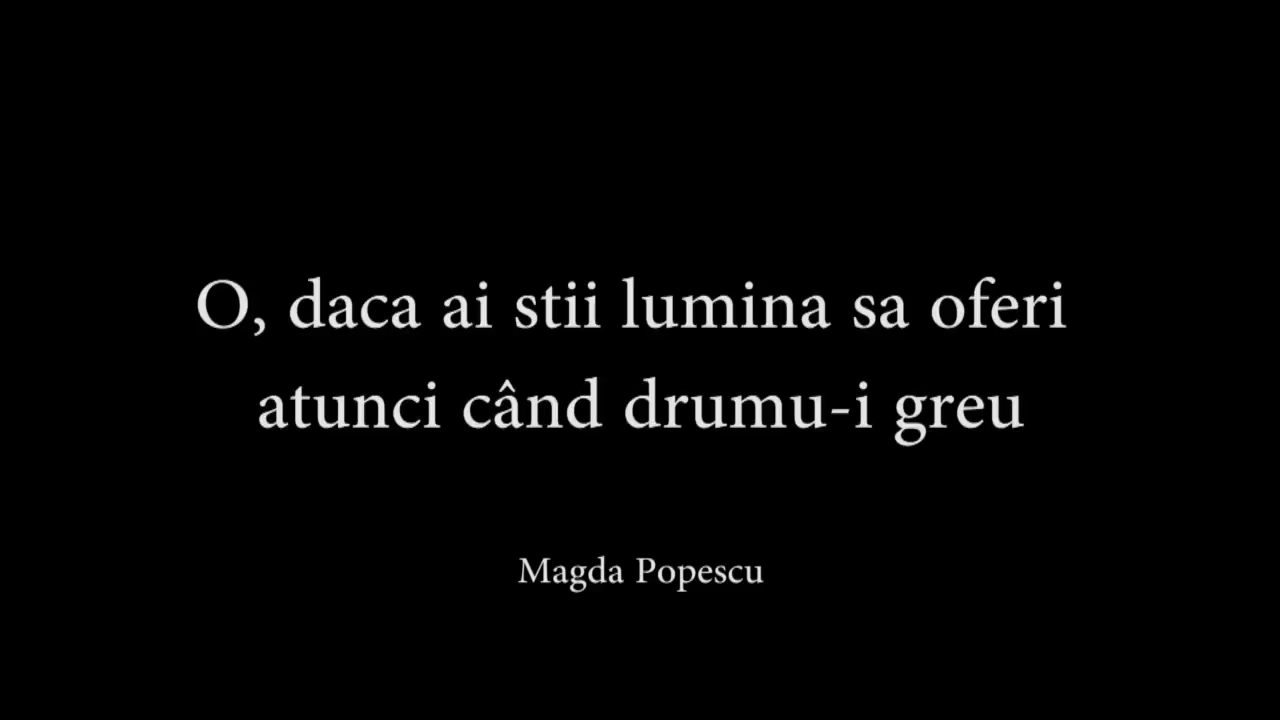 O, daca ai stii lumina sa oferi
atunci când drumu-i greu
Magda Popescu